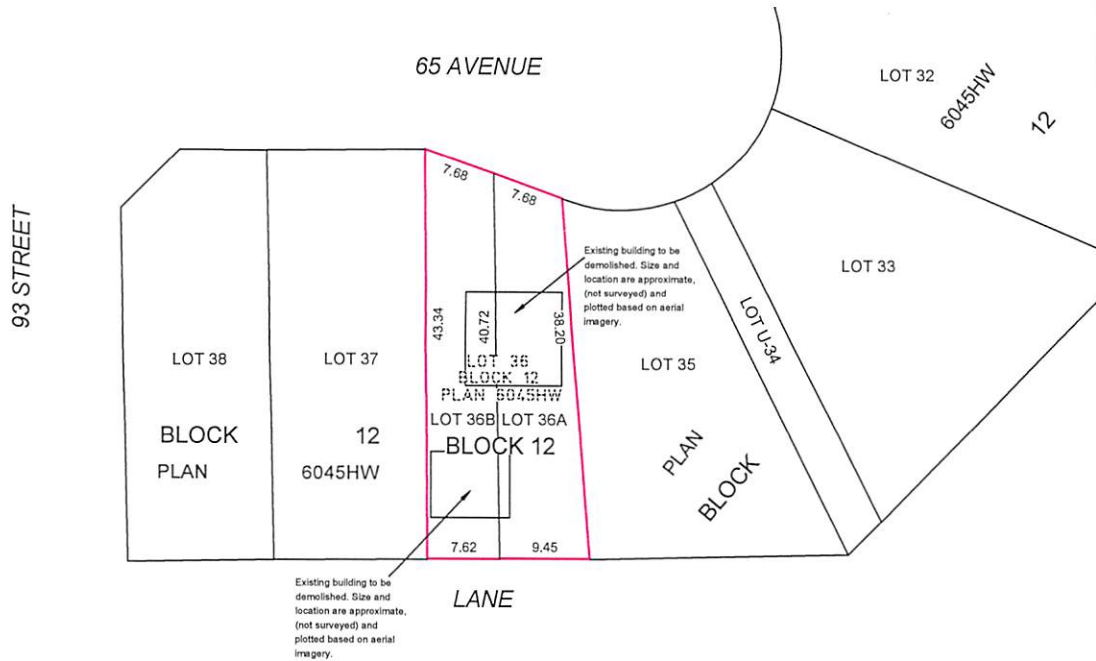 65 AVENUE
LOT 32
6045HW
12
93 STREET
7.68
7.68
Existing building to be
demolished. Size and
location are approximate,
(not surveyed) and
plotted based on aerial
imagery.
LOT 33
LOT U-34
43.34
40.72
38.20
LOT 38
LOT 37
LOT 36
BLOCK 12
PLAN 6045HW
LOT 35
LOT 36B
LOT 36A
BLOCK 12
BLOCK
12
PLAN
6045HW
PLAN
BLOCK
7.62
9.45
LANE
Existing building to be
demolished. Size and
location are approximate,
(not surveyed) and
plotted based on aerial
imagery.